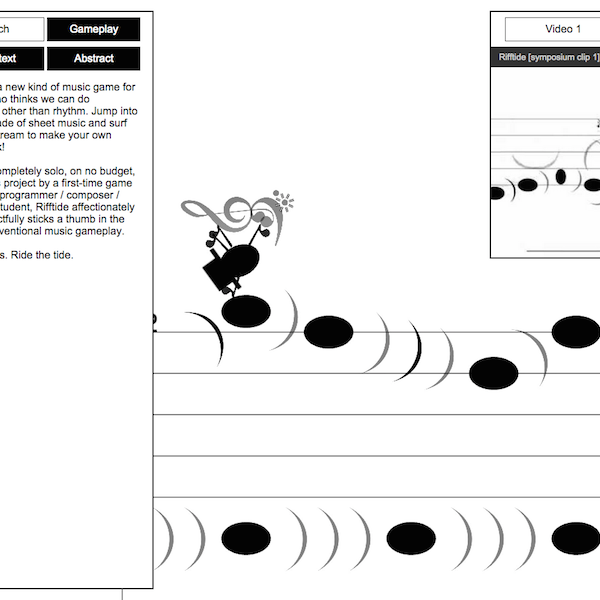 ch
Gameplay
text
Abstract
a new kind of music game for
o thinks we can do
other than rhythm. Jump into
ade of sheet music and surf
ream to make your own
!
ompletely solo, on no budget,
s project by a first-time game
programmer / composer /
tudent, Rifftide affectionately
ctfully sticks a thumb in the
ventional music gameplay.
s. Ride the tide.
Video 1
Rifftide [symposium clip 1]